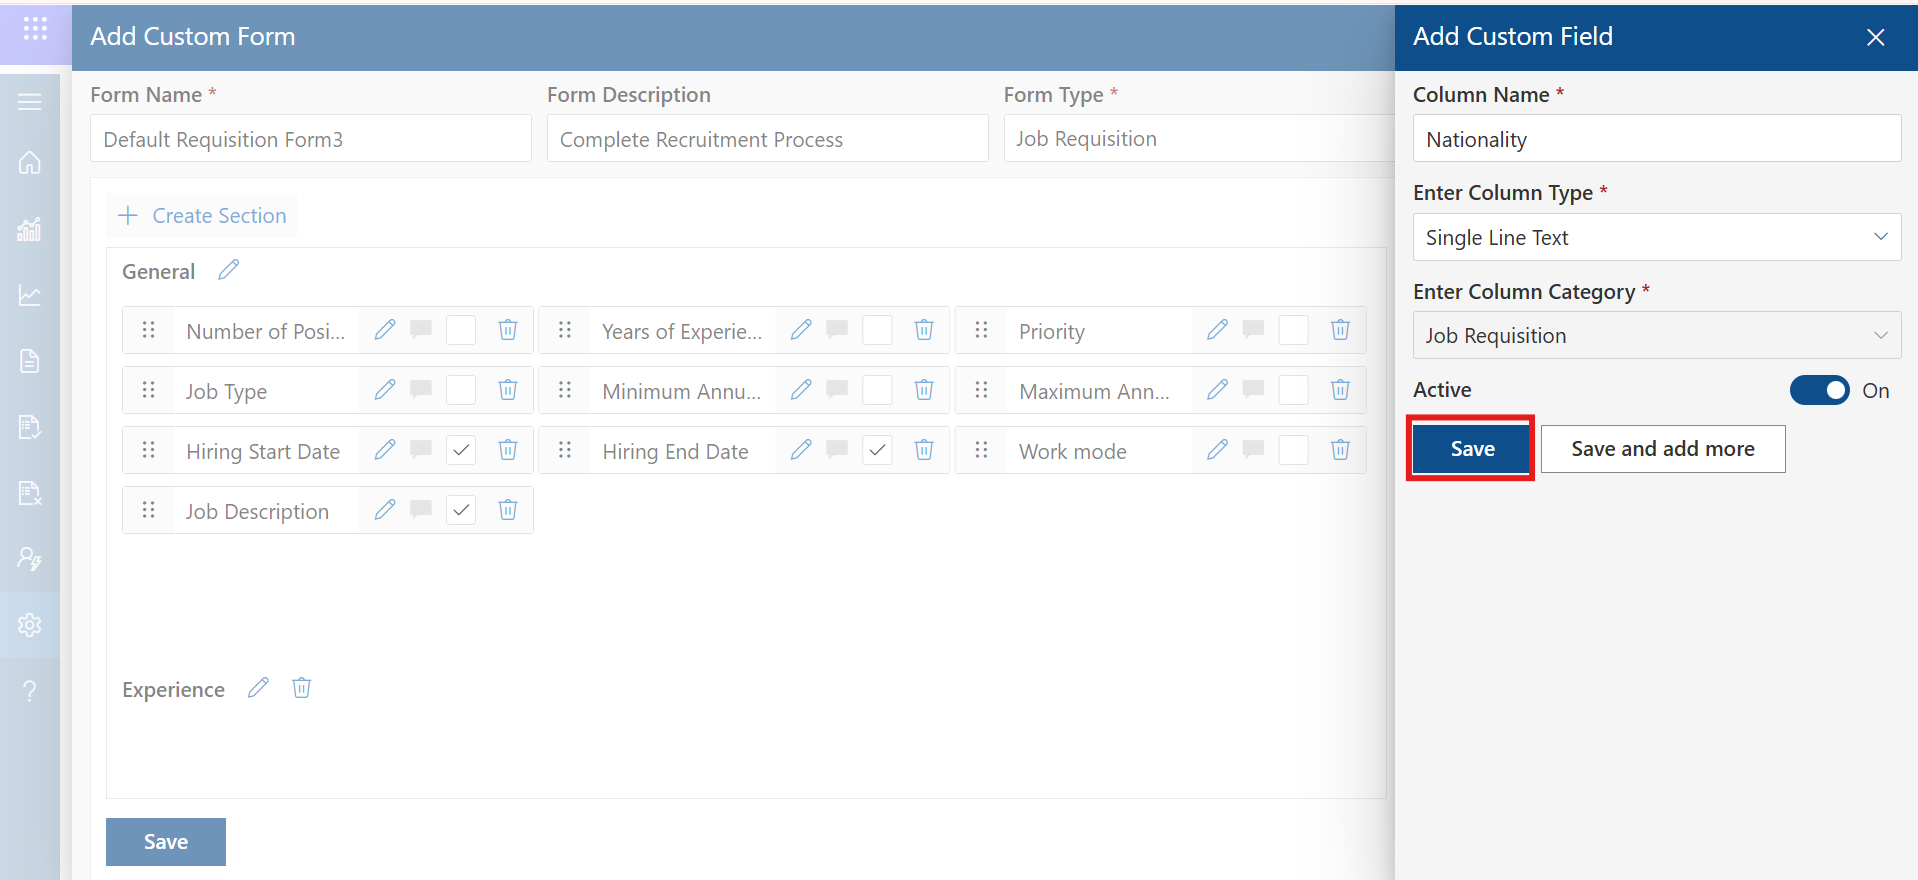 Add Custom Form
Form Name *
Form Description
Form Type *
Default Requisition Form3
Complete Recruitment Process
Job Requisition
Create Section
General
Number of Posi...
Years of Experie...
Priority
Job Type
Minimum Annu...
Maximum Ann...
Hiring Start Date
Hiring End Date
Work mode
Job Description
Experience
Save
Add Custom Field
Column Name *
Nationality
Enter Column Type *
Single Line Text
Enter Column Category *
Job Requisition
Active
On
Save
Save and add more